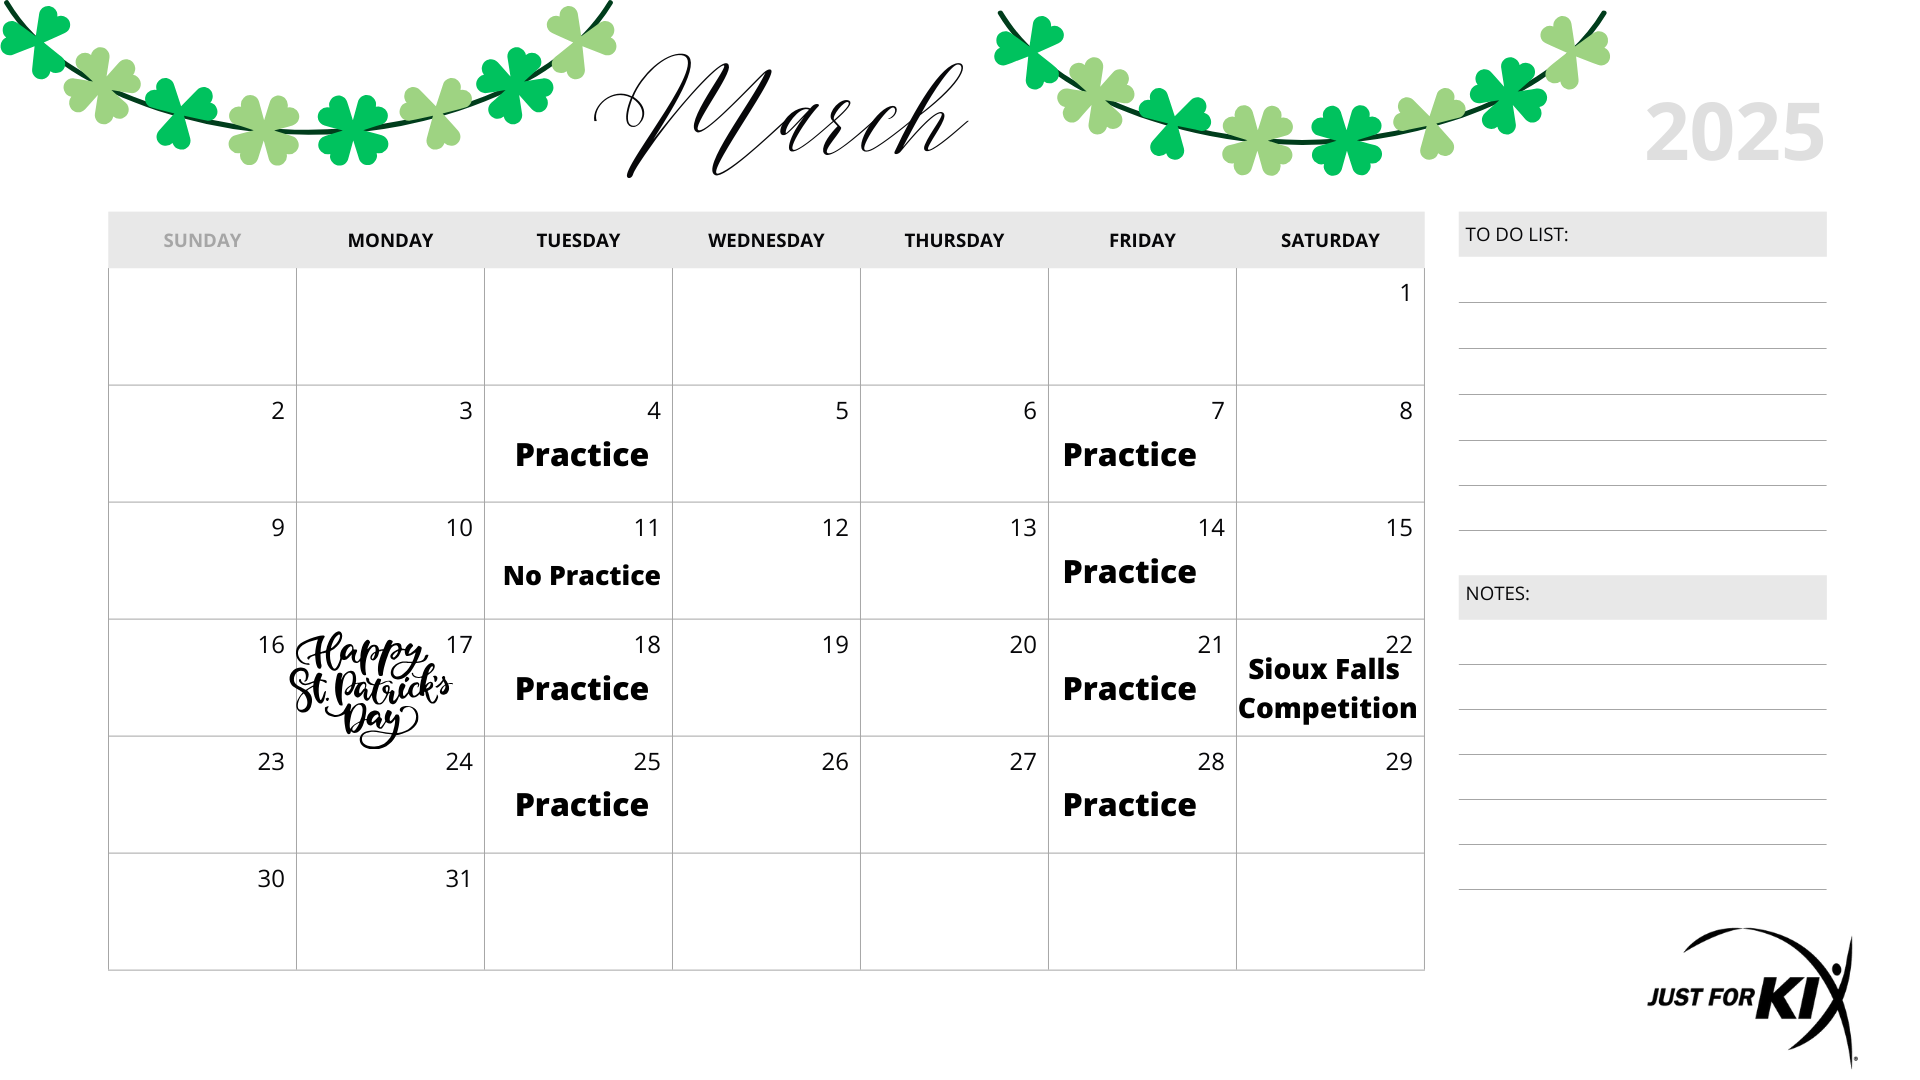 March
2025
SUNDAY MONDAY TUESDAY WEDNESDAY THURSDAY FRIDAY SATURDAY
TO DO LIST:
1
2 3 4 5 6 7 8
Practice Practice
9 10 11 12 13 14 15
No Practice Practice
NOTES:
16 17 18 19 20 21 22
Happy
St. Patrick's
Day
Practice Practice
Sioux Falls
Competition
23 24 25 26 27 28 29
Practice Practice
30 31
JUST FOR KIX